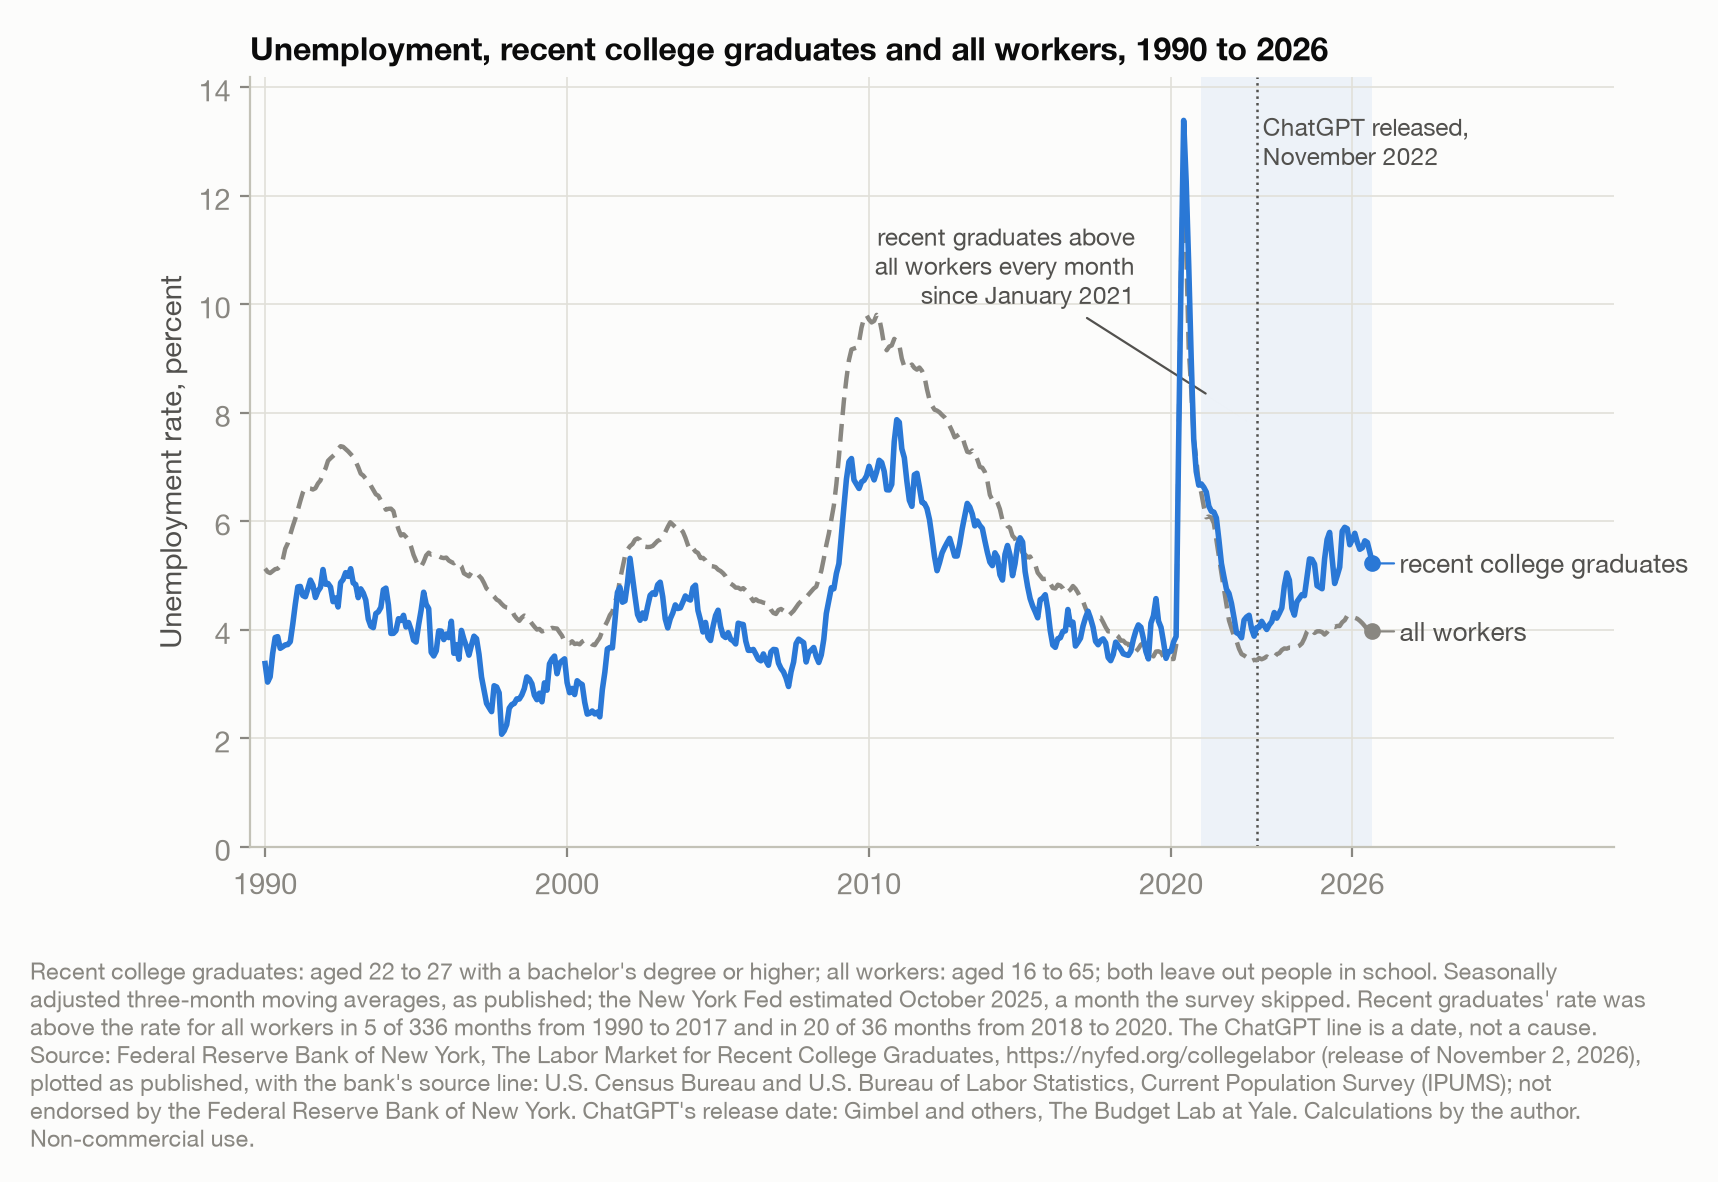 Unemployment, recent college graduates and all workers, 1990 to 2026
14
12
10
8
6
4
2
0
Unemployment rate, percent
ChatGPT released,
November 2022
recent graduates above
all workers every month
since January 2021
recent college graduates
all workers
1990
2000
2010
2020
2026
Recent college graduates: aged 22 to 27 with a bachelor's degree or higher; all workers: aged 16 to 65; both leave out people in school. Seasonally
adjusted three-month moving averages, as published; the New York Fed estimated October 2025, a month the survey skipped. Recent graduates' rate was
above the rate for all workers in 5 of 336 months from 1990 to 2017 and in 20 of 36 months from 2018 to 2020. The ChatGPT line is a date, not a cause.
Source: Federal Reserve Bank of New York, The Labor Market for Recent College Graduates, https://nyfed.org/collegelabor (release of November 2, 2026),
plotted as published, with the bank's source line: U.S. Census Bureau and U.S. Bureau of Labor Statistics, Current Population Survey (IPUMS); not
endorsed by the Federal Reserve Bank of New York. ChatGPT's release date: Gimbel and others, The Budget Lab at Yale. Calculations by the author.
Non-commercial use.